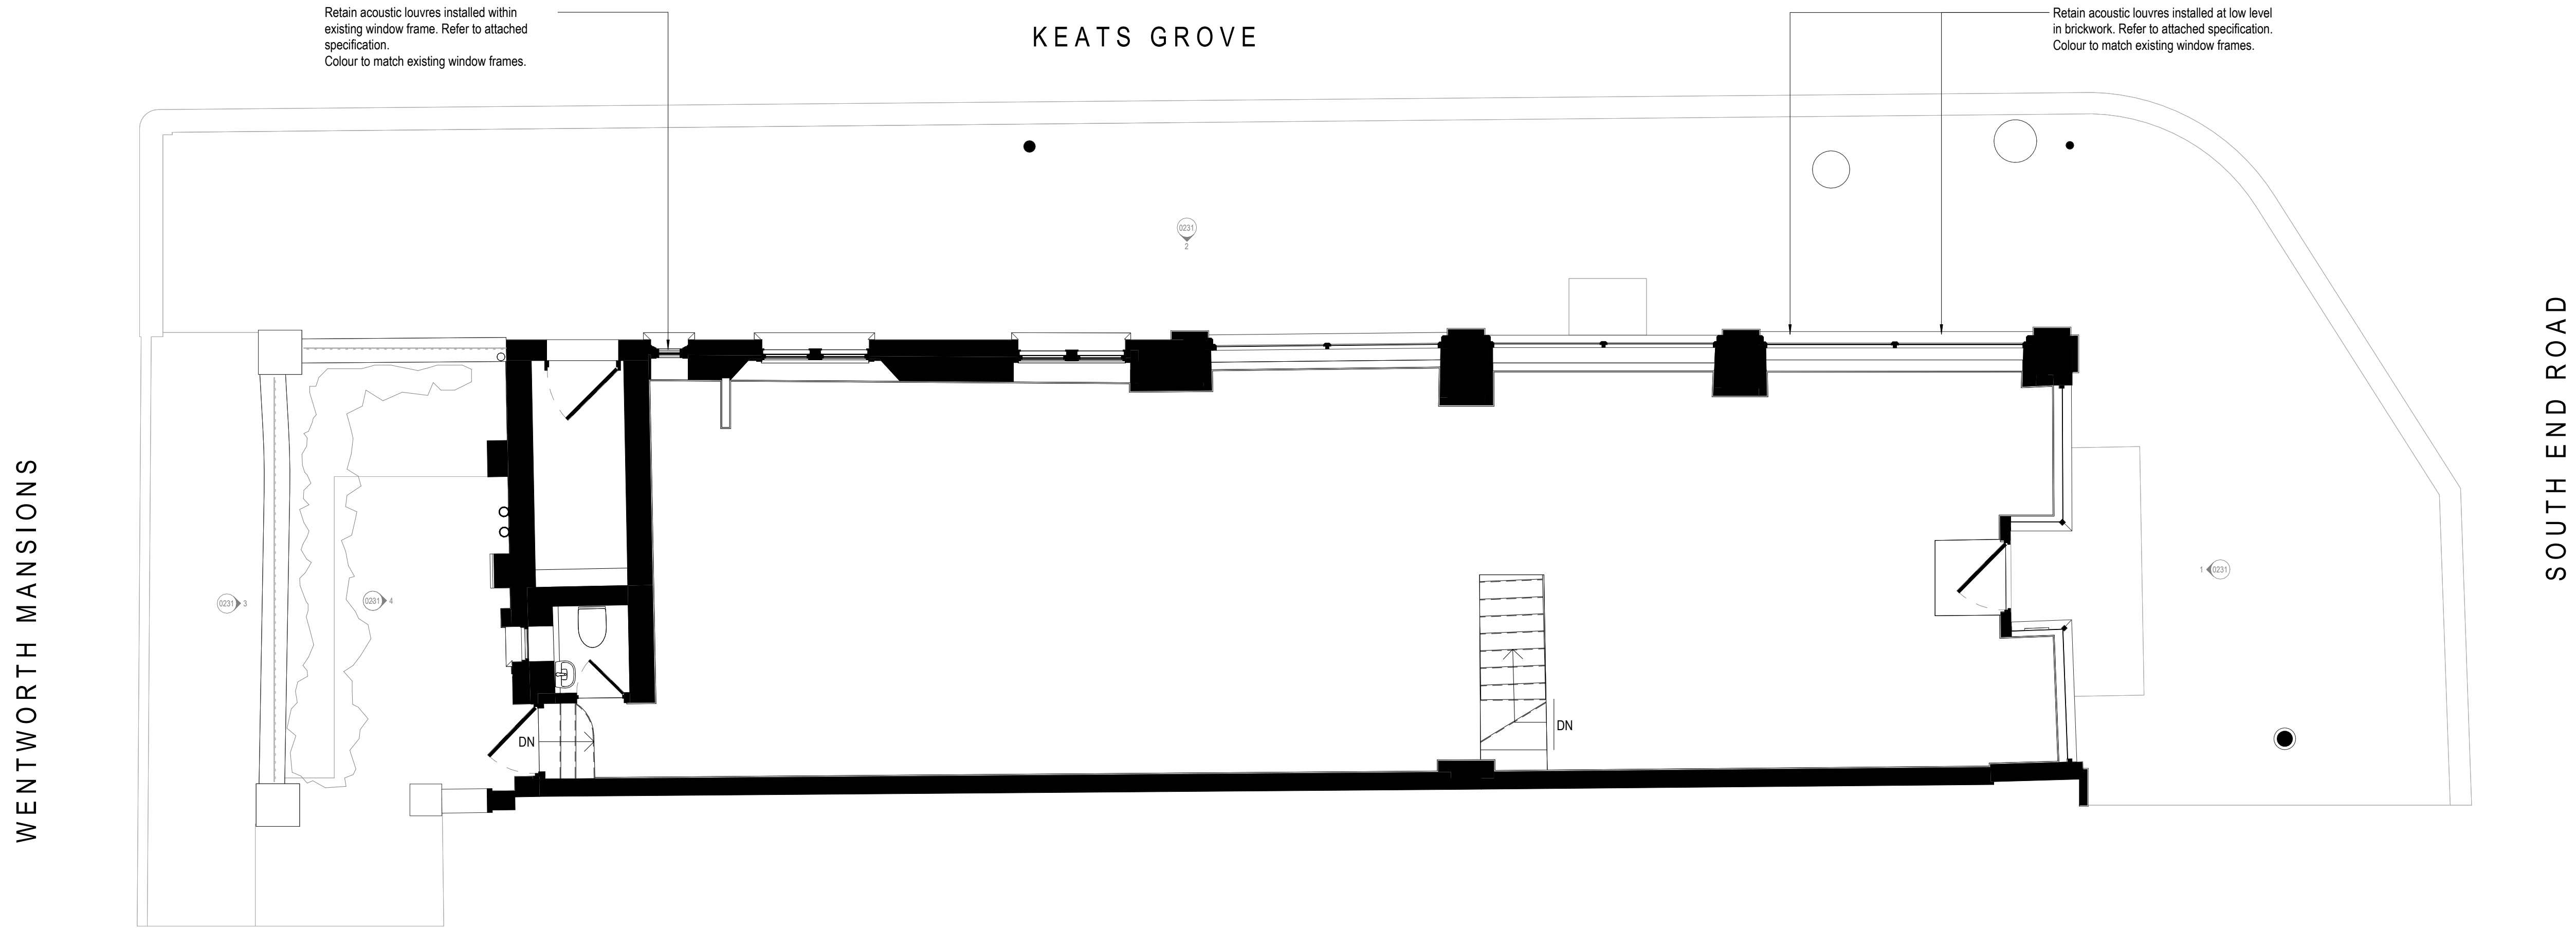 Retain acoustic louvres installed within
existing window frame. Refer to attached
specification.
Colour to match existing window frames.
KEATS GROVE
Retain acoustic louvres installed at low level
in brickwork. Refer to attached specification.
Colour to match existing window frames.
0231
2
WENTWORTH MANSIONS
SOUTH END ROAD
0231
3
0231
4
1
0231
DN
DN